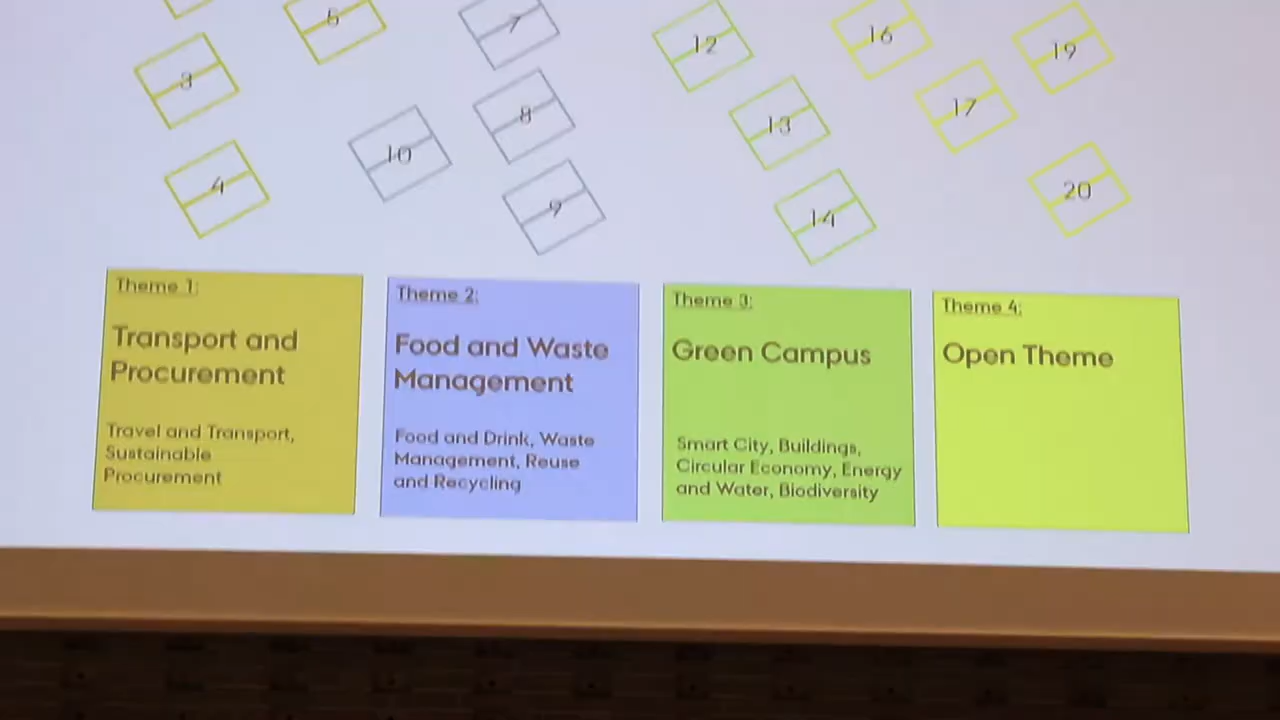 6
7
12
16
19
3
8
13
17
10
4
9
14
20
Theme 1:
Transport and
Procurement
Travel and Transport,
Sustainable
Procurement
Theme 2:
Food and Waste
Management
Food and Drink, Waste
Management, Reuse
and Recycling
Theme 3:
Green Campus
Smart City, Buildings,
Circular Economy, Energy
and Water, Biodiversity
Theme 4:
Open Theme